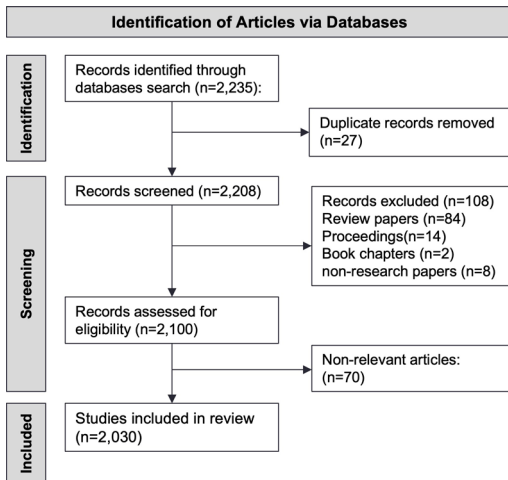 Identification of Articles via Databases
Identification
Records identified through
databases search (n=2,235):
Duplicate records removed
(n=27)
Screening
Records screened (n=2,208)
Records excluded (n=108)
Review papers (n=84)
Proceedings(n=14)
Book chapters (n=2)
non-research papers (n=8)
Records assessed for
eligibility (n=2,100)
Non-relevant articles:
(n=70)
Included
Studies included in review
(n=2,030)